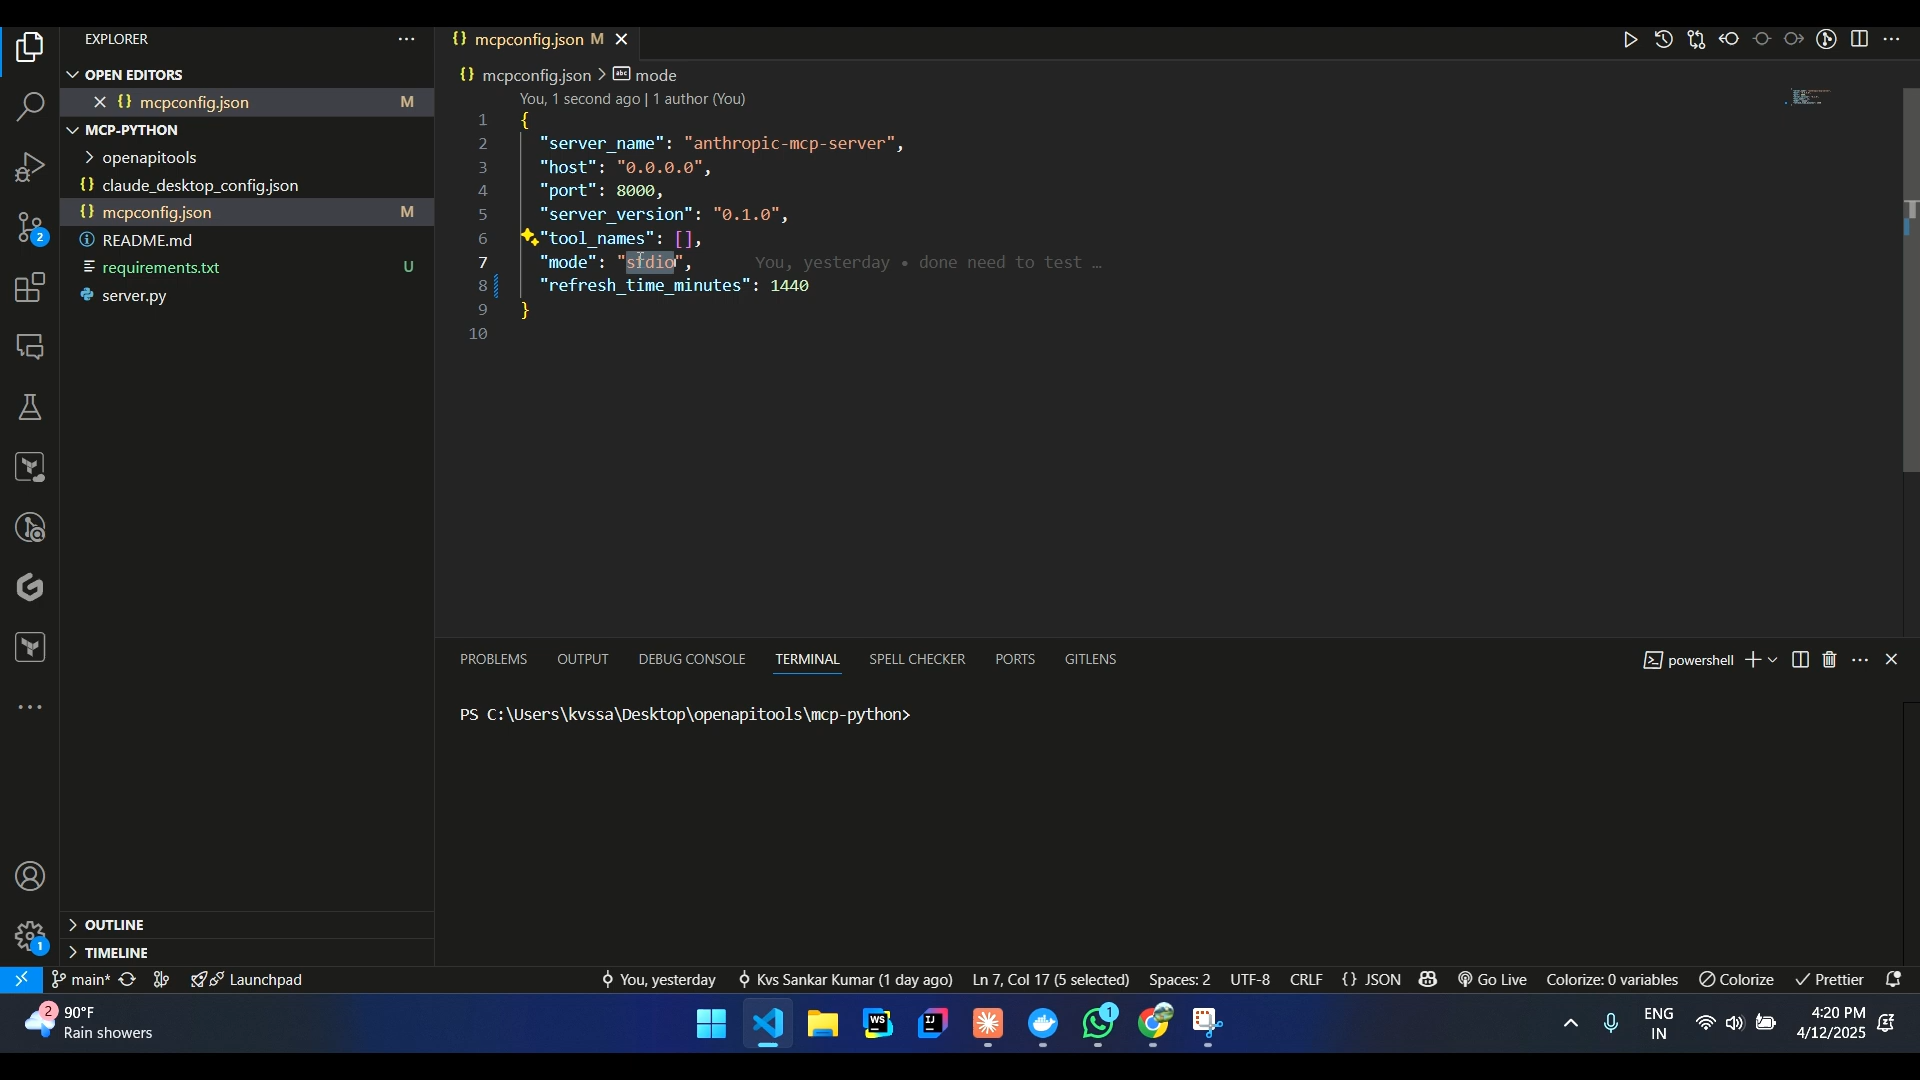 EXPLORER
OPEN EDITORS
mcpconfig.json M
MCP-PYTHON
openapitools
claude_desktop_config.json
mcpconfig.json M
README.md
requirements.txt U
server.py
OUTLINE
TIMELINE
2
1
mcpconfig.json M
mcpconfig.json > mode
You, 1 second ago | 1 author (You)
1 {
2 "server_name": "anthropic-mcp-server",
3 "host": "0.0.0.0",
4 "port": 8000,
5 "server_version": "0.1.0",
6 "tool_names": [],
7 "mode": "stdio", You, yesterday • done need to test …
8 "refresh_time_minutes": 1440
9 }
10
PROBLEMS OUTPUT DEBUG CONSOLE TERMINAL SPELL CHECKER PORTS GITLENS
powershell
PS C:\Users\kvssa\Desktop\openapitools\mcp-python>
main* Launchpad You, yesterday Kvs Sankar Kumar (1 day ago) Ln 7, Col 17 (5 selected) Spaces: 2 UTF-8 CRLF {} JSON Go Live Colorize: 0 variables Colorize Prettier
2 90°F
Rain showers
WS
IJ
1
ENG
IN
4:20 PM
4/12/2025